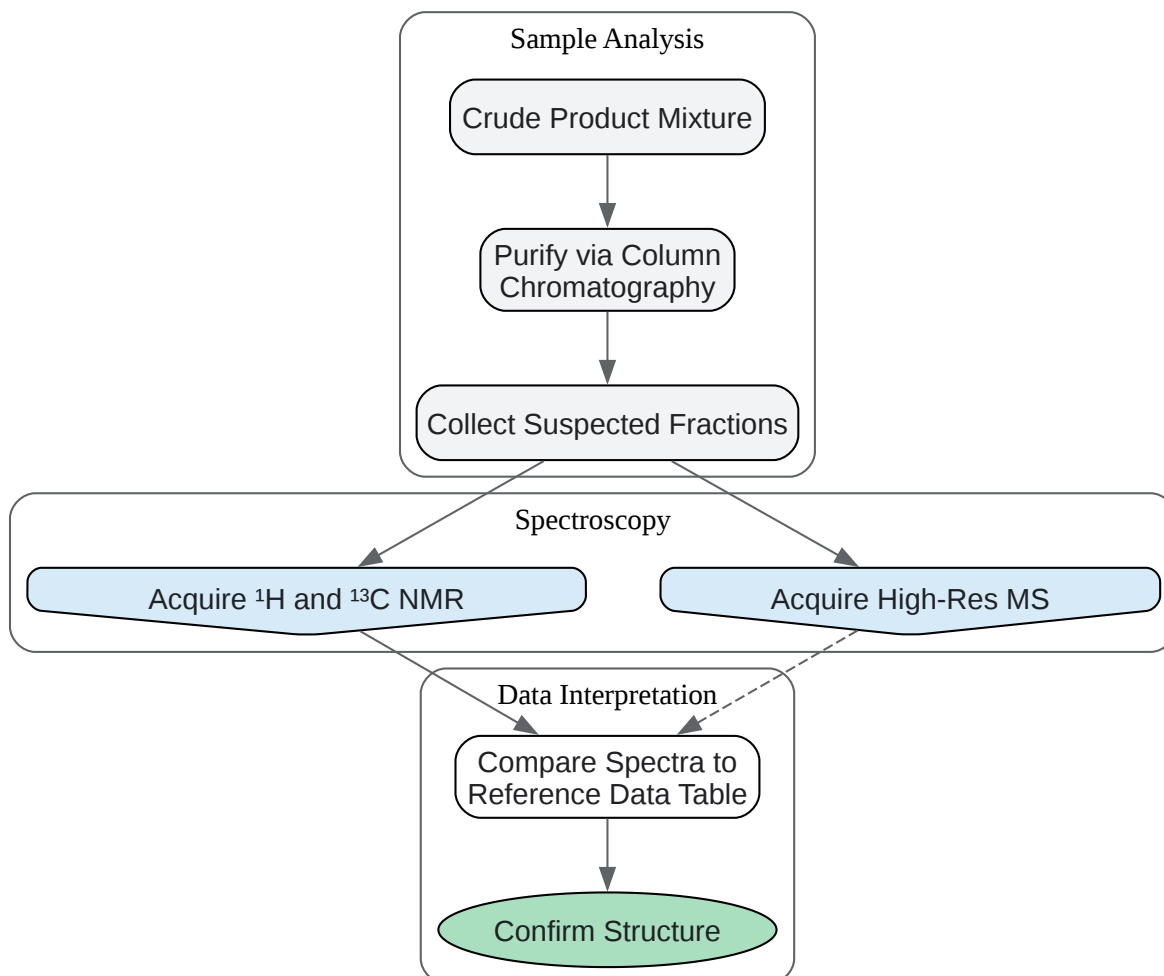 Sample Analysis
Crude Product Mixture
Purify via Column
Chromatography
Collect Suspected Fractions
Spectroscopy
Acquire ¹H and ¹³C NMR
Acquire High-Res MS
Data Interpretation
Compare Spectra to
Reference Data Table
Confirm Structure